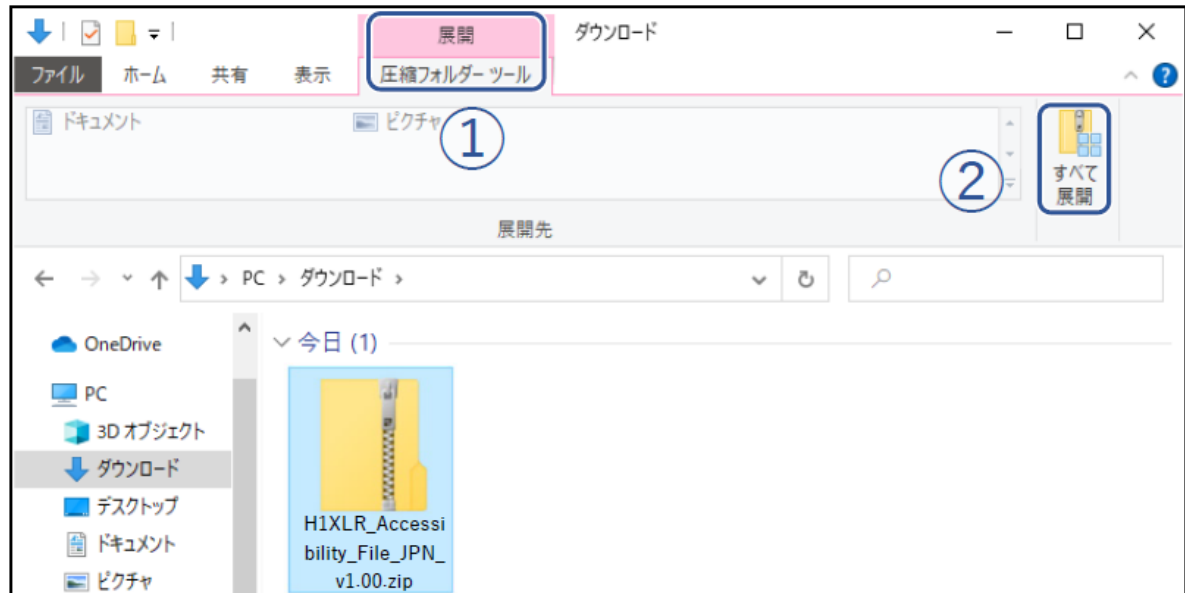 展開
ダウンロード
ファイル ホーム 共有 表示 圧縮フォルダー ツール
ドキュメント ピクチャ
①
②
すべて
展開
展開先
PC › ダウンロード ›
OneDrive
PC
3D オブジェクト
ダウンロード
デスクトップ
ドキュメント
ピクチャ
今日 (1)
H1XLR_Accessi
bility_File_JPN_
v1.00.zip